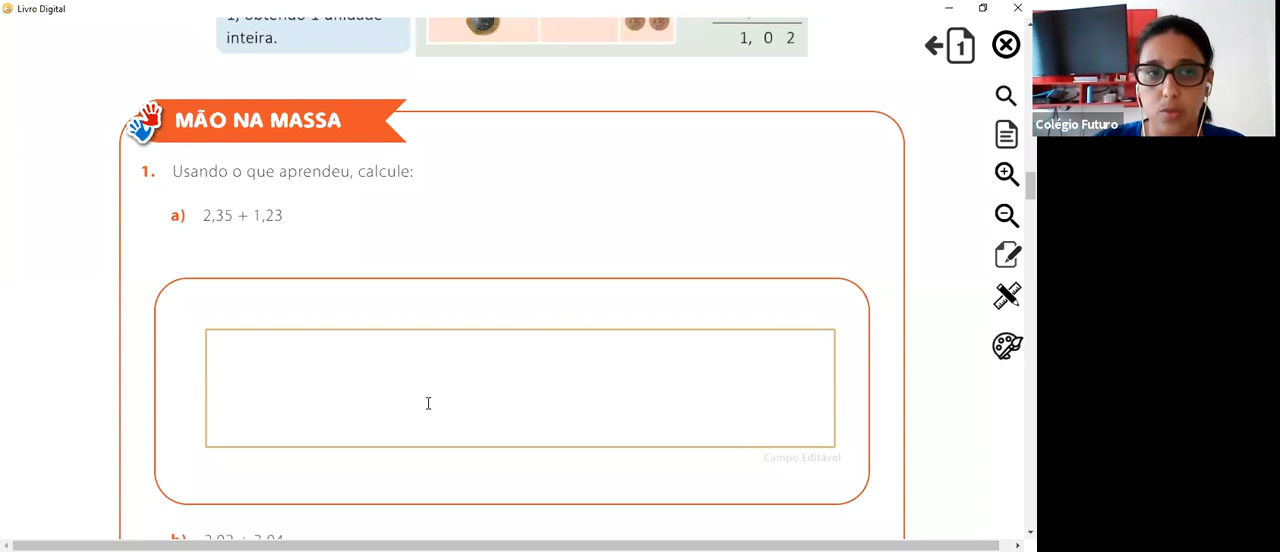 Livro Digital
inteira.
1, 0 2
1
Colégio Futuro
MÃO NA MASSA
1. Usando o que aprendeu, calcule:
a) 2,35 + 1,23
Campo Editável